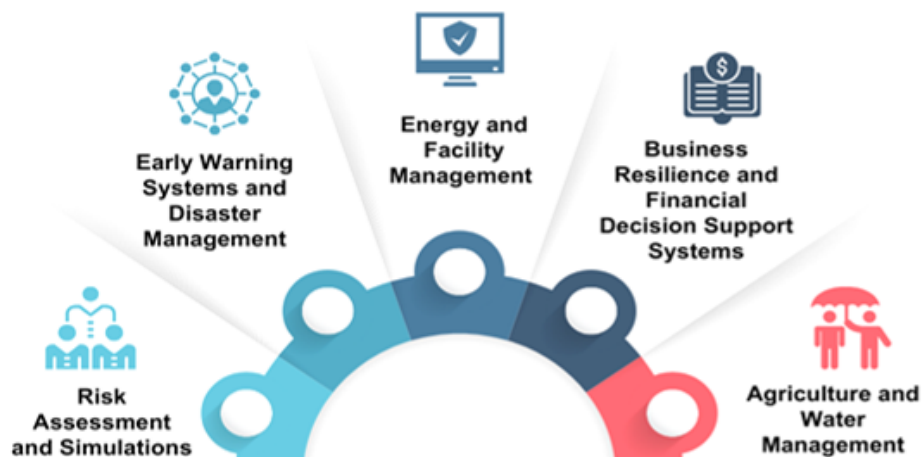 Early Warning
Systems and
Disaster
Management
Energy and
Facility
Management
$
Business
Resilience and
Financial
Decision Support
Systems
Risk
Assessment
and Simulations
Agriculture and
Water
Management